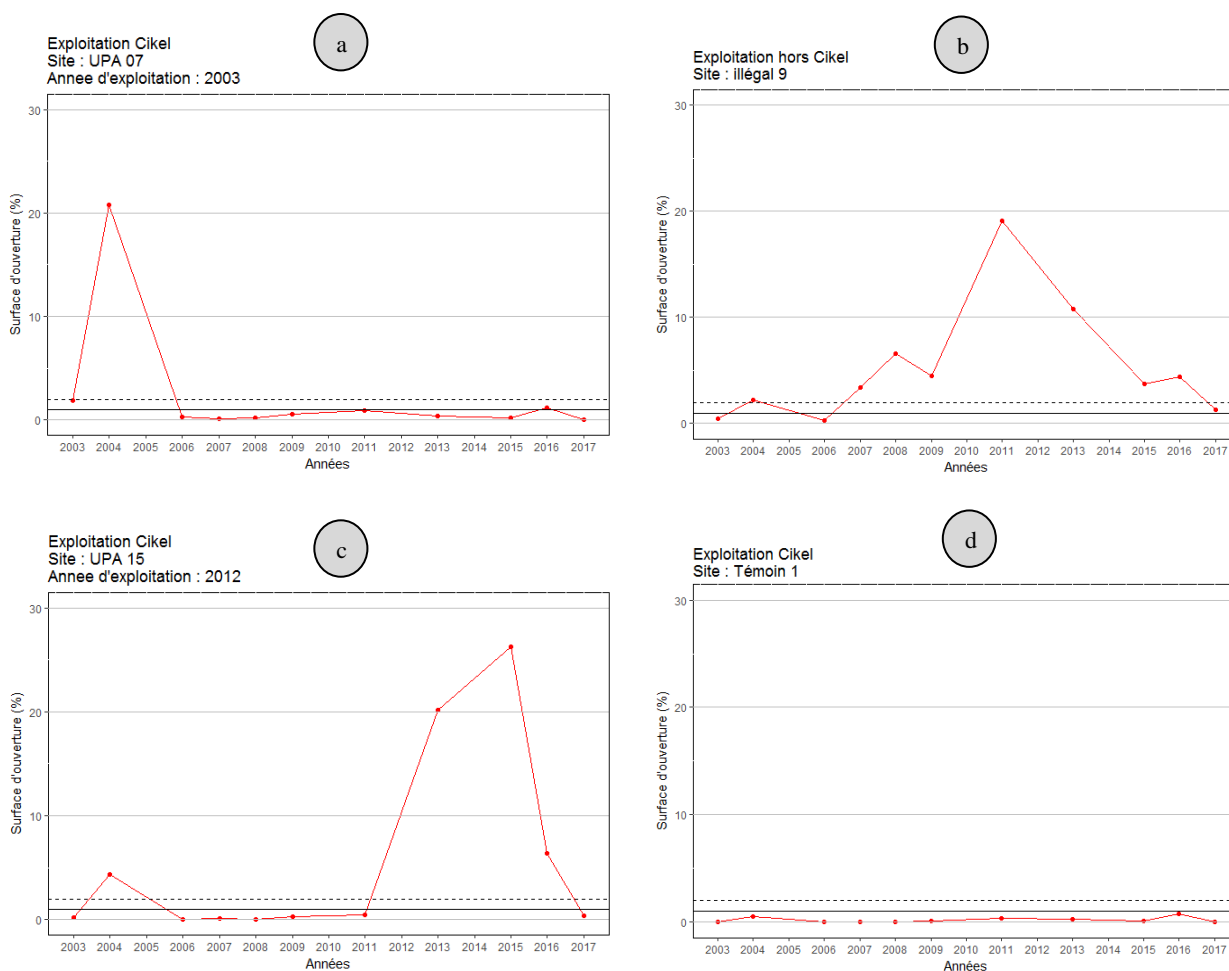 a
Exploitation Cikel
Site : UPA 07
Annee d'exploitation : 2003
30
20
10
0
Surface d'ouverture (%)
2003 2004 2005 2006 2007 2008 2009 2010 2011 2012 2013 2014 2015 2016 2017
Années
b
Exploitation hors Cikel
Site : illégal 9
30
20
10
0
Surface d'ouverture (%)
2003 2004 2005 2006 2007 2008 2009 2010 2011 2012 2013 2014 2015 2016 2017
Années
c
Exploitation Cikel
Site : UPA 15
Annee d'exploitation : 2012
30
20
10
0
Surface d'ouverture (%)
2003 2004 2005 2006 2007 2008 2009 2010 2011 2012 2013 2014 2015 2016 2017
Années
d
Exploitation Cikel
Site : Témoin 1
30
20
10
0
Surface d'ouverture (%)
2003 2004 2005 2006 2007 2008 2009 2010 2011 2012 2013 2014 2015 2016 2017
Années